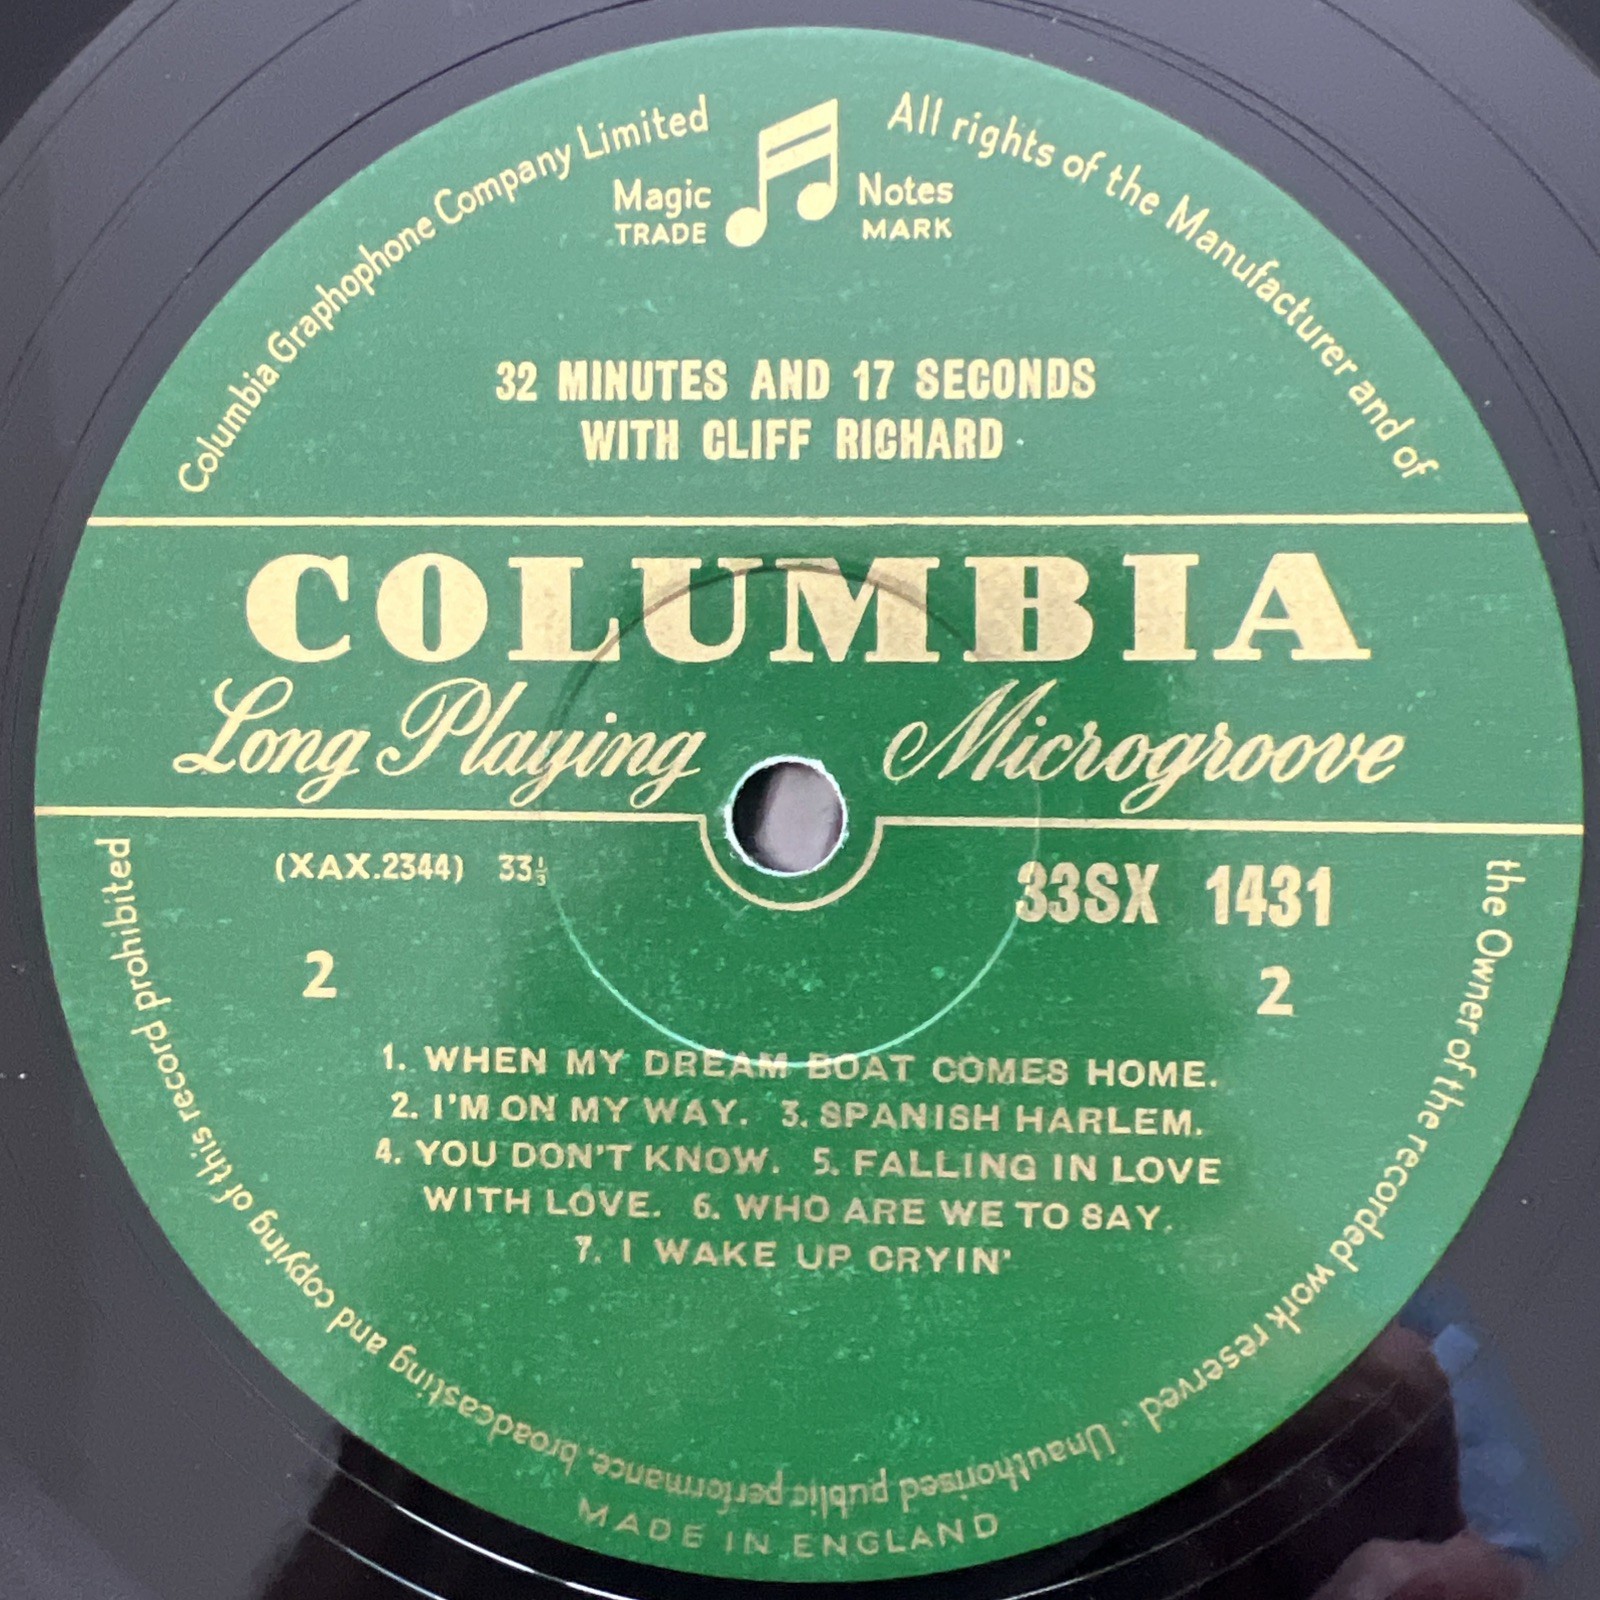 Columbia Graphophone Company Limited
Magic Notes
TRADE MARK
All rights of the Manufacturer and of
the Owner of the recorded work reserved · Unauthorised public performance, broadcasting and copying of this record prohibited
32 MINUTES AND 17 SECONDS
WITH CLIFF RICHARD
COLUMBIA
Long Playing Microgroove
(XAX.2344) 33⅓
33SX 1431
2 2
1. WHEN MY DREAM BOAT COMES HOME.
2. I'M ON MY WAY. 3. SPANISH HARLEM.
4. YOU DON'T KNOW. 5. FALLING IN LOVE
WITH LOVE. 6. WHO ARE WE TO SAY.
7. I WAKE UP CRYIN'
MADE IN ENGLAND